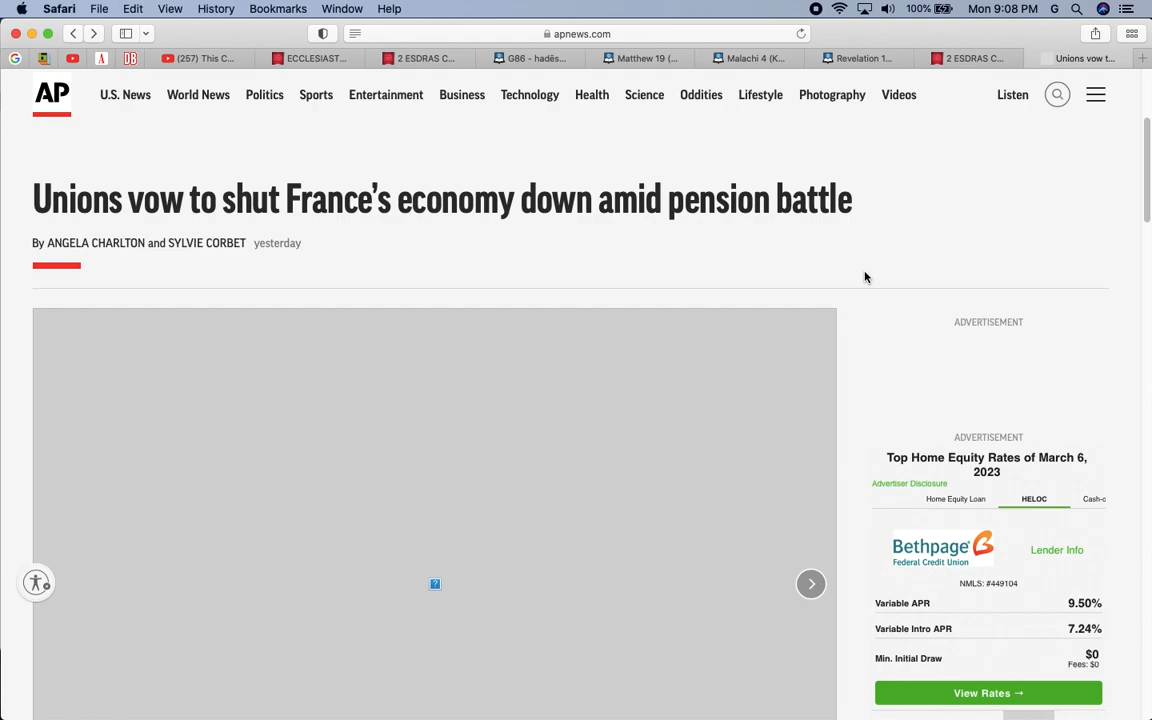 Safari File Edit View History Bookmarks Window Help 100% Mon 9:08 PM G
apnews.com
(257) This C... ECCLESIAST... 2 ESDRAS C... G86 - hadēs... Matthew 19 (... Malachi 4 (K... Revelation 1... 2 ESDRAS C... Unions vow t...
AP U.S. News World News Politics Sports Entertainment Business Technology Health Science Oddities Lifestyle Photography Videos Listen
Unions vow to shut France's economy down amid pension battle
By ANGELA CHARLTON and SYLVIE CORBET yesterday
ADVERTISEMENT
ADVERTISEMENT
Top Home Equity Rates of March 6,
2023
Advertiser Disclosure
Home Equity Loan HELOC Cash-c
Bethpage Federal Credit Union Lender Info
NMLS: #449104
Variable APR 9.50%
Variable Intro APR 7.24%
Min. Initial Draw $0
Fees: $0
View Rates →